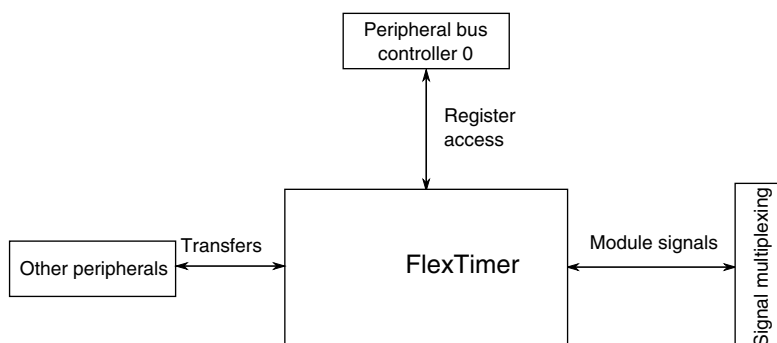 Peripheral bus
controller 0
Register
access
Other peripherals
Transfers
FlexTimer
Module signals
Signal multiplexing